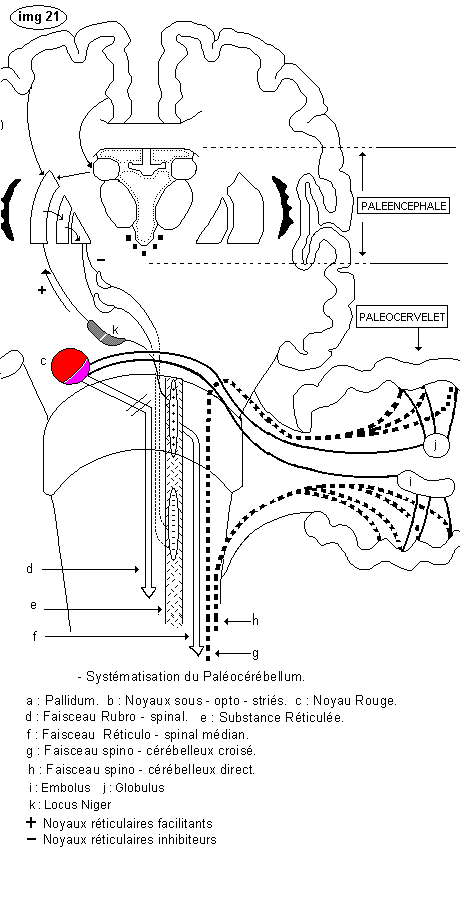 img 21
)
PALEENCEPHALE
+
−
PALEOCERVELET
k
c
j
i
d
e
h
f
g
- Systématisation du Paléocérébellum.
a : Pallidum. b : Noyaux sous - opto - striés. c : Noyau Rouge.
d : Faisceau Rubro - spinal. e : Substance Réticulée.
f : Faisceau Réticulo - spinal médian.
g : Faisceau spino - cérébelleux croisé.
h : Faisceau spino - cérébelleux direct.
i : Embolus j : Globulus
k : Locus Niger
+ Noyaux réticulaires facilitants
− Noyaux réticulaires inhibiteurs